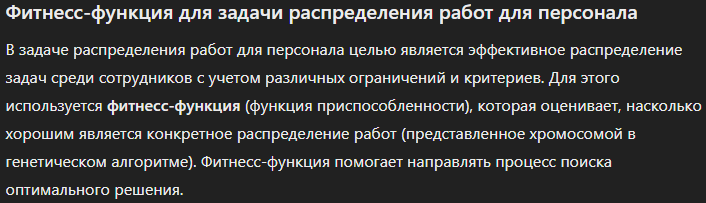 Фитнесс-функция для задачи распределения работ для персонала
В задаче распределения работ для персонала целью является эффективное распределение
задач среди сотрудников с учетом различных ограничений и критериев. Для этого
используется фитнесс-функция (функция приспособленности), которая оценивает, насколько
хорошим является конкретное распределение работ (представленное хромосомой в
генетическом алгоритме). Фитнесс-функция помогает направлять процесс поиска
оптимального решения.